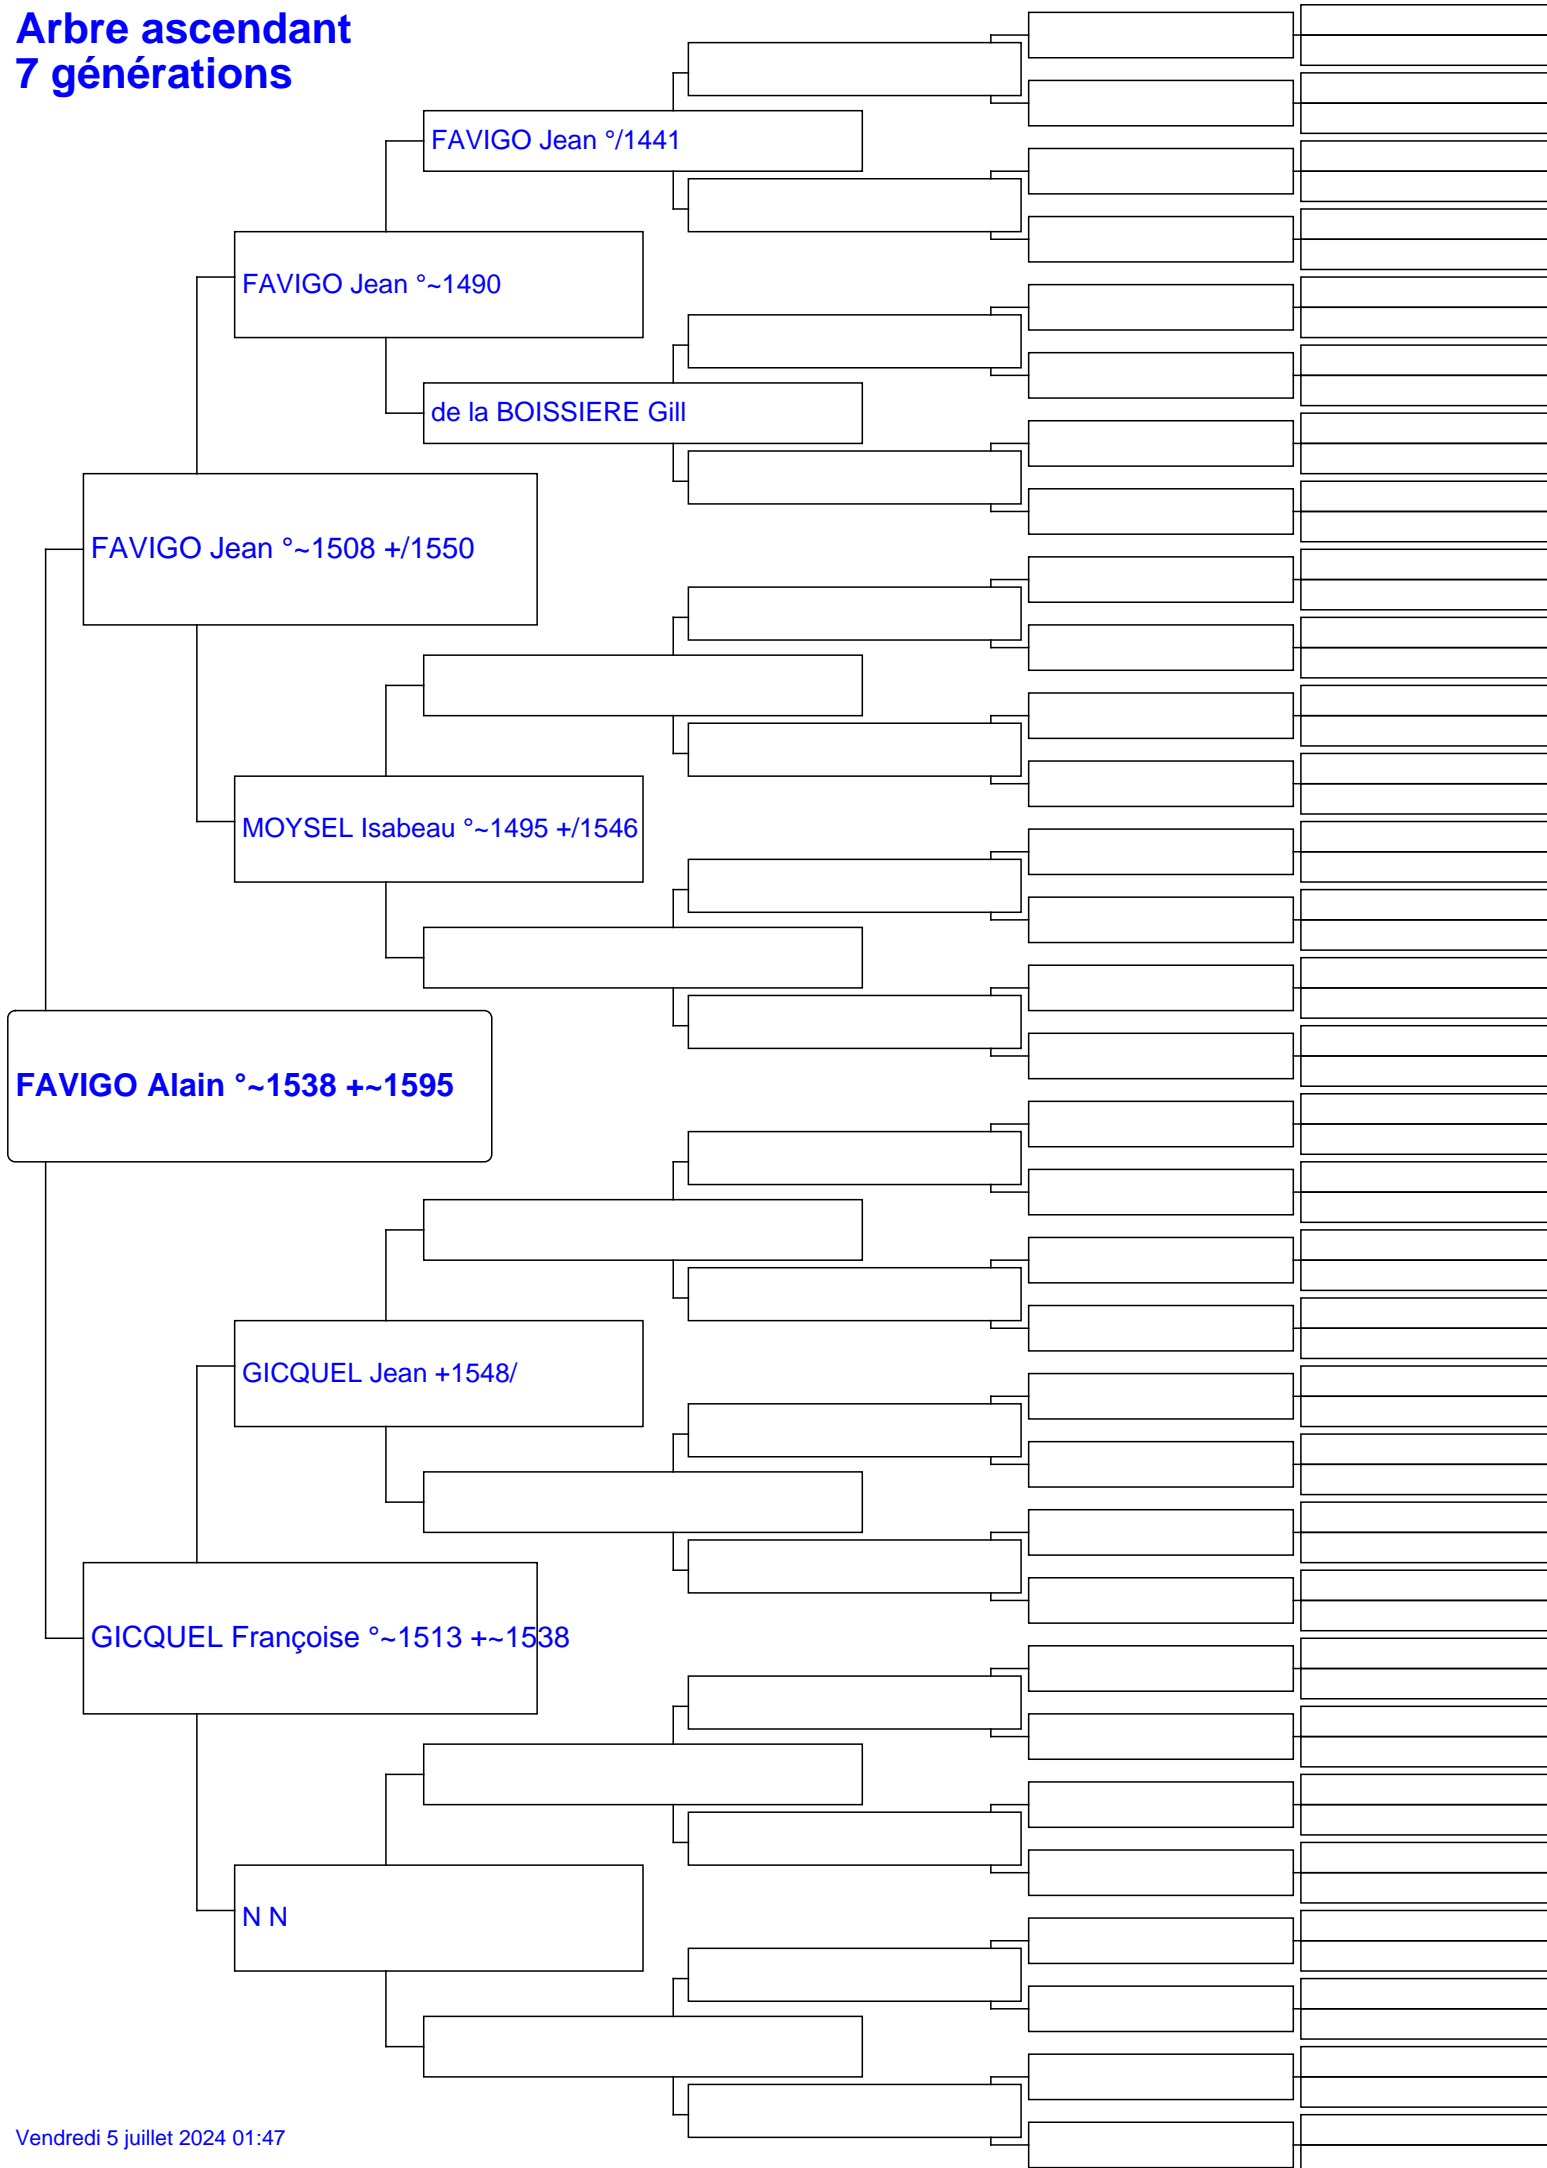 Arbre ascendant
7 générations
FAVIGO Jean °/1441
FAVIGO Jean °~1490
de la BOISSIERE Gill
FAVIGO Jean °~1508 +/1550
MOYSEL Isabeau °~1495 +/1546
FAVIGO Alain °~1538 +~1595
GICQUEL Jean +1548/
GICQUEL Françoise °~1513 +~1538
N N
Vendredi 5 juillet 2024 01:47